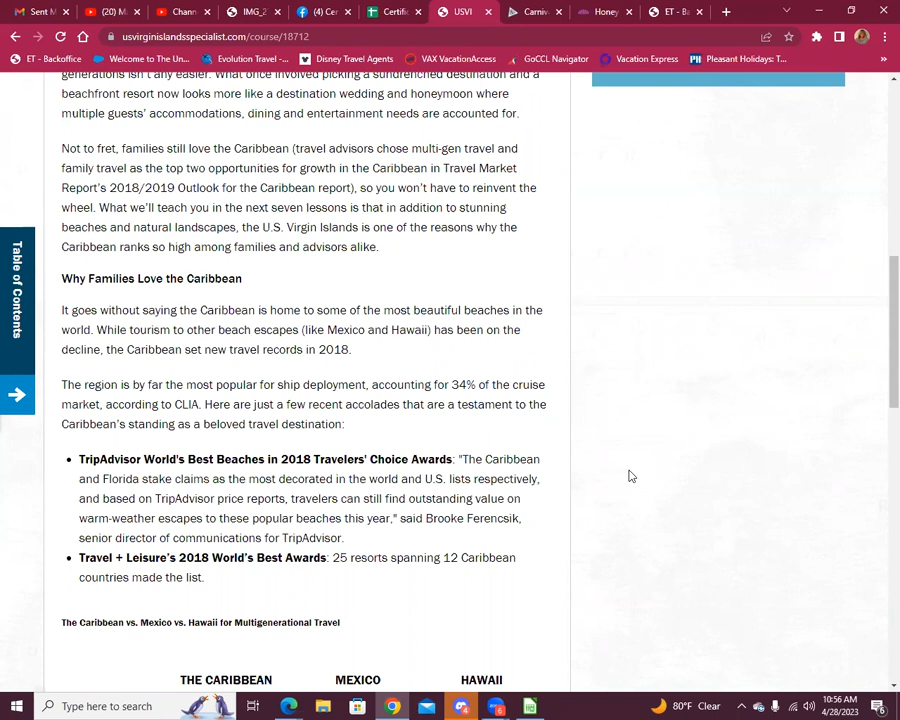 Sent M
(20) M
Chann
IMG_2
(4) Cer
Certific
USVI
Carniv
Honey
ET - Ba
usvirginislandsspecialist.com/course/18712
ET - Backoffice
Welcome to The Un...
Evolution Travel -...
Disney Travel Agents
VAX VacationAccess
GoCCL Navigator
Vacation Express
Pleasant Holidays: T...
generations isn't any easier. What once involved picking a sundrenched destination and a
beachfront resort now looks more like a destination wedding and honeymoon where
multiple guests' accommodations, dining and entertainment needs are accounted for.
Not to fret, families still love the Caribbean (travel advisors chose multi-gen travel and
family travel as the top two opportunities for growth in the Caribbean in Travel Market
Report's 2018/2019 Outlook for the Caribbean report), so you won't have to reinvent the
wheel. What we'll teach you in the next seven lessons is that in addition to stunning
beaches and natural landscapes, the U.S. Virgin Islands is one of the reasons why the
Caribbean ranks so high among families and advisors alike.
Table of Contents
Why Families Love the Caribbean
It goes without saying the Caribbean is home to some of the most beautiful beaches in the
world. While tourism to other beach escapes (like Mexico and Hawaii) has been on the
decline, the Caribbean set new travel records in 2018.
The region is by far the most popular for ship deployment, accounting for 34% of the cruise
market, according to CLIA. Here are just a few recent accolades that are a testament to the
Caribbean's standing as a beloved travel destination:
• TripAdvisor World's Best Beaches in 2018 Travelers' Choice Awards: "The Caribbean
and Florida stake claims as the most decorated in the world and U.S. lists respectively,
and based on TripAdvisor price reports, travelers can still find outstanding value on
warm-weather escapes to these popular beaches this year," said Brooke Ferencsik,
senior director of communications for TripAdvisor.
• Travel + Leisure's 2018 World's Best Awards: 25 resorts spanning 12 Caribbean
countries made the list.
The Caribbean vs. Mexico vs. Hawaii for Multigenerational Travel
THE CARIBBEAN MEXICO HAWAII
Type here to search
80°F Clear
10:56 AM
4/28/2023